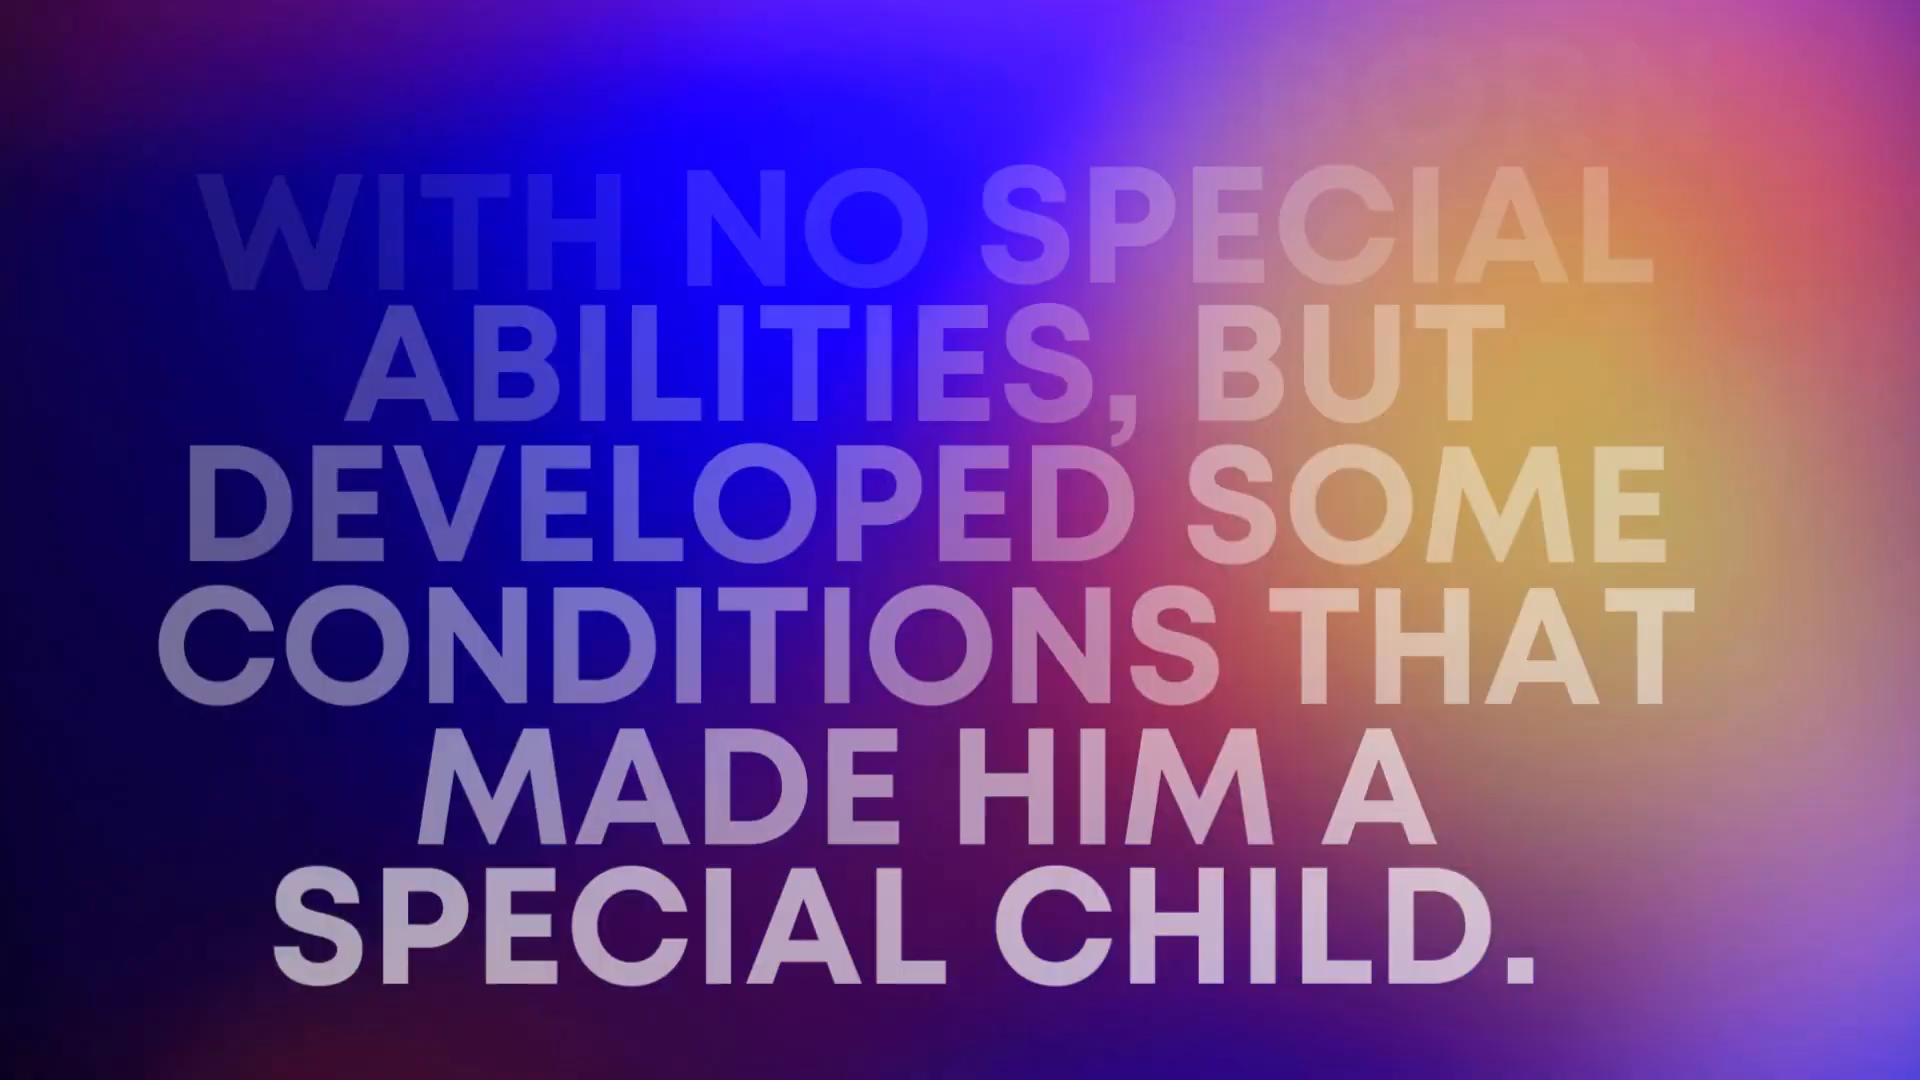 WITH NO SPECIAL
ABILITIES, BUT
DEVELOPED SOME
CONDITIONS THAT
MADE HIM A
SPECIAL CHILD.